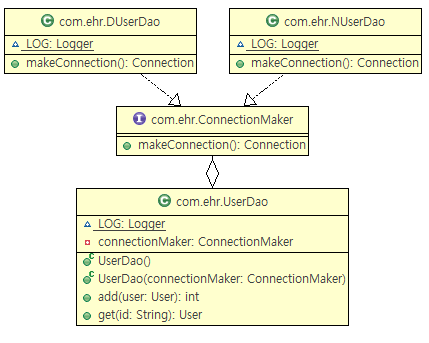 com.ehr.DUserDao
LOG: Logger
makeConnection(): Connection
com.ehr.NUserDao
LOG: Logger
makeConnection(): Connection
com.ehr.ConnectionMaker
makeConnection(): Connection
com.ehr.UserDao
LOG: Logger
connectionMaker: ConnectionMaker
UserDao()
UserDao(connectionMaker: ConnectionMaker)
add(user: User): int
get(id: String): User